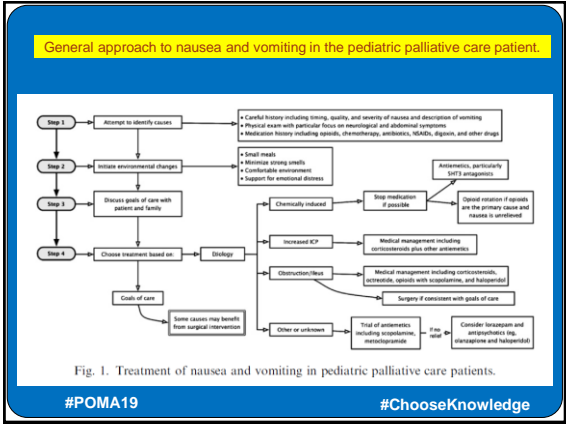 General approach to nausea and vomiting in the pediatric palliative care patient.
Step 1
Attempt to identify causes
• Careful history including timing, quality, and severity of nausea and description of vomiting
• Physical exam with particular focus on neurological and abdominal symptoms
• Medication history including opioids, chemotherapy, antibiotics, NSAIDs, digoxin, and other drugs
Step 2
Initiate environmental changes
• Small meals
• Minimize strong smells
• Comfortable environment
• Support for emotional distress
Step 3
Discuss goals of care with
patient and family
Step 4
Choose treatment based on:
Etiology
Goals of care
Some causes may benefit
from surgical intervention
Chemically induced
Stop medication
if possible
Antiemetics, particularly
5HT3 antagonists
Opioid rotation if opioids
are the primary cause and
nausea is unrelieved
Increased ICP
Medical management including
corticosteroids plus other antiemetics
Obstruction/Ileus
Medical management including corticosteroids,
octreotide, opioids with scopolamine, and haloperidol
Surgery if consistent with goals of care
Other or unknown
Trial of antiemetics
including scopolamine,
metoclopramide
If no
relief
Consider lorazepam and
antipsychotics (eg,
olanzapine and haloperidol)
Fig. 1. Treatment of nausea and vomiting in pediatric palliative care patients.
#POMA19
#ChooseKnowledge